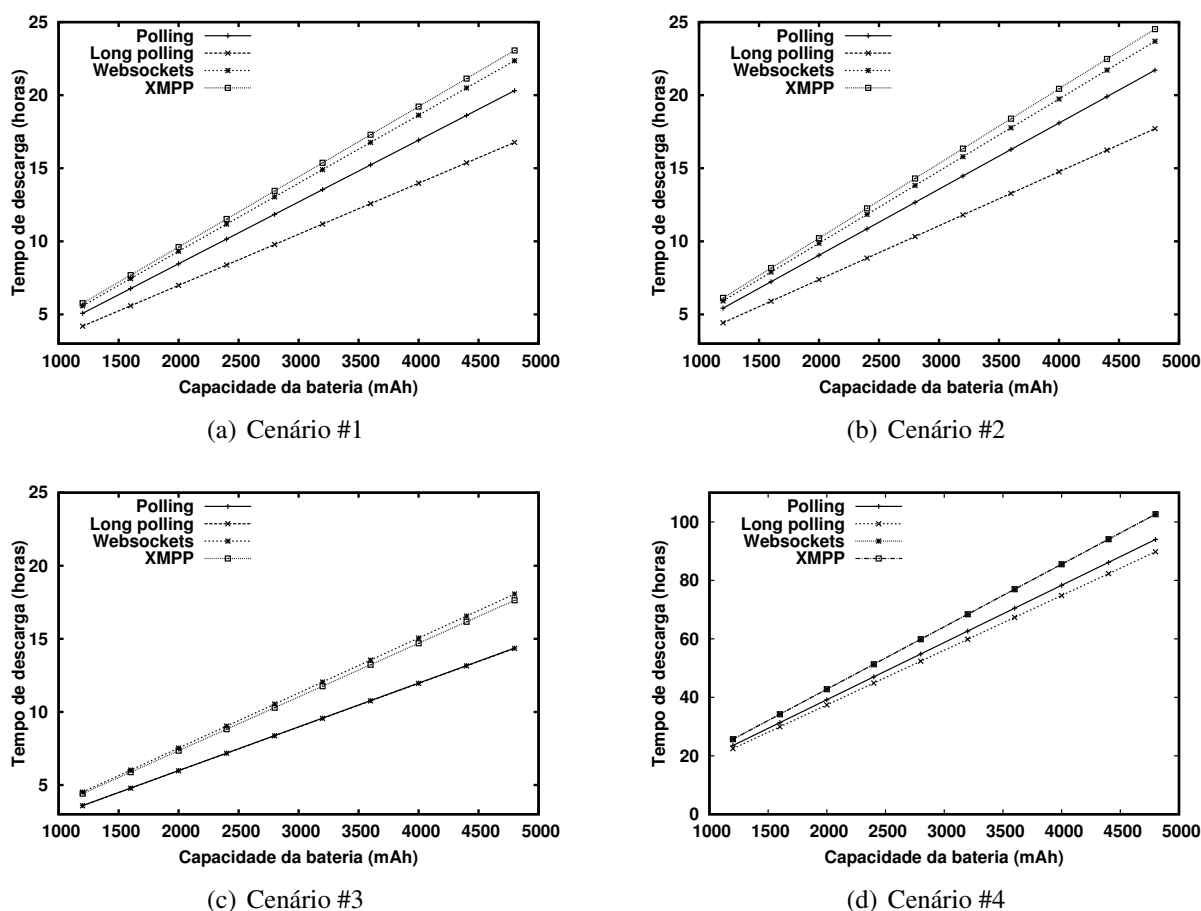 25
20
15
10
5
Tempo de descarga (horas)
Polling
Long polling
Websockets
XMPP
1000 1500 2000 2500 3000 3500 4000 4500 5000
Capacidade da bateria (mAh)
(a) Cenário #1
25
20
15
10
5
Tempo de descarga (horas)
Polling
Long polling
Websockets
XMPP
1000 1500 2000 2500 3000 3500 4000 4500 5000
Capacidade da bateria (mAh)
(b) Cenário #2
25
20
15
10
5
Tempo de descarga (horas)
Polling
Long polling
Websockets
XMPP
1000 1500 2000 2500 3000 3500 4000 4500 5000
Capacidade da bateria (mAh)
(c) Cenário #3
100
80
60
40
20
0
Tempo de descarga (horas)
Polling
Long polling
Websockets
XMPP
1000 1500 2000 2500 3000 3500 4000 4500 5000
Capacidade da bateria (mAh)
(d) Cenário #4